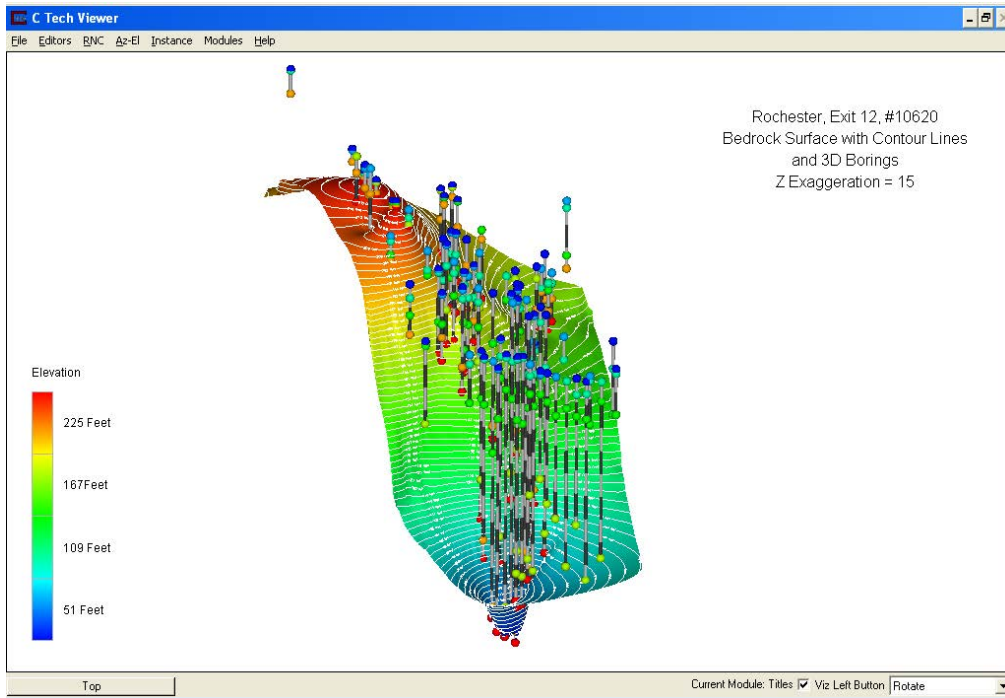 C Tech Viewer
File Editors RNC Az-El Instance Modules Help
Rochester, Exit 12, #10620
Bedrock Surface with Contour Lines
and 3D Borings
Z Exaggeration = 15
Elevation
225 Feet
167Feet
109 Feet
51 Feet
Top
Current Module: Titles Viz Left Button Rotate